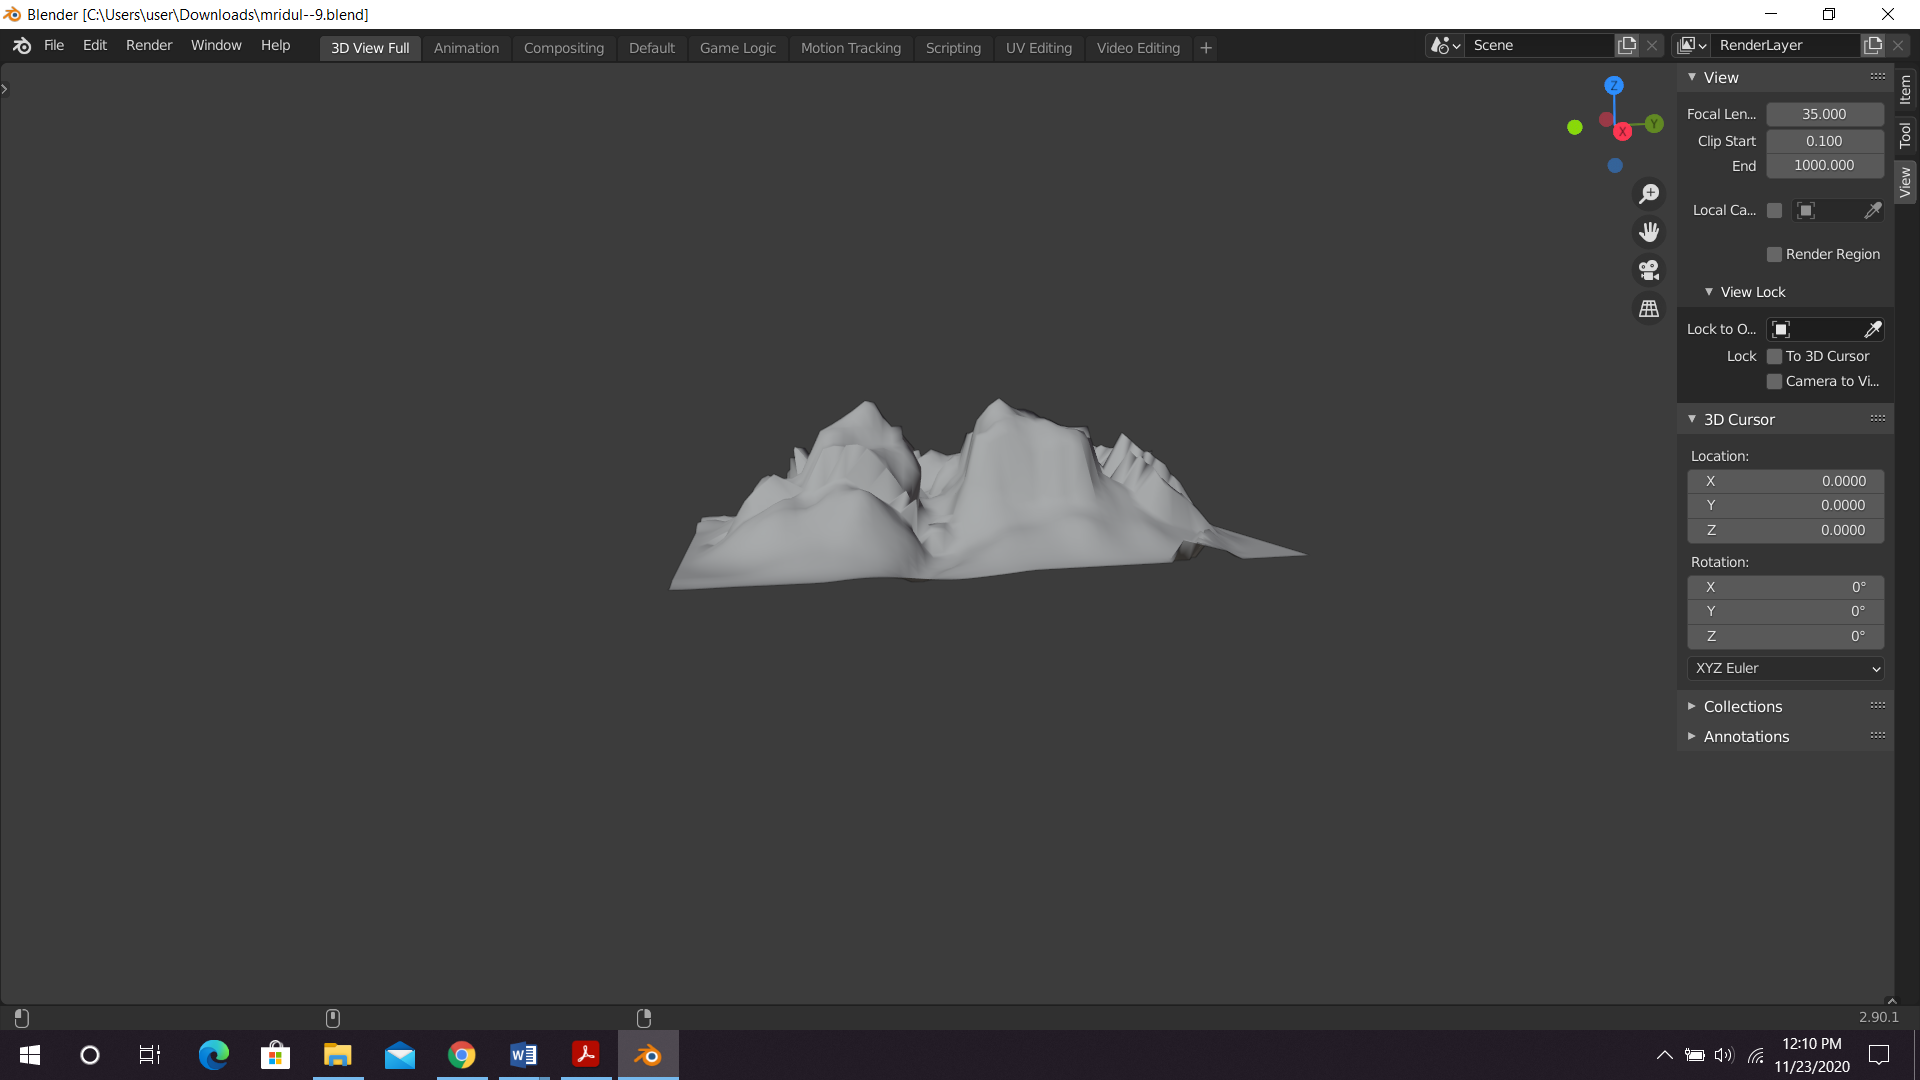 Blender [C:\Users\user\Downloads\mridul--9.blend]
File Edit Render Window Help 3D View Full Animation Compositing Default Game Logic Motion Tracking Scripting UV Editing Video Editing + Scene RenderLayer
View
Focal Len... 35.000
Clip Start 0.100
End 1000.000
Local Ca...
Render Region
View Lock
Lock to O...
Lock To 3D Cursor
Camera to Vi...
3D Cursor
Location:
X 0.0000
Y 0.0000
Z 0.0000
Rotation:
X 0°
Y 0°
Z 0°
XYZ Euler
Collections
Annotations
Item
Tool
View
Z
Y
X
2.90.1
12:10 PM
11/23/2020